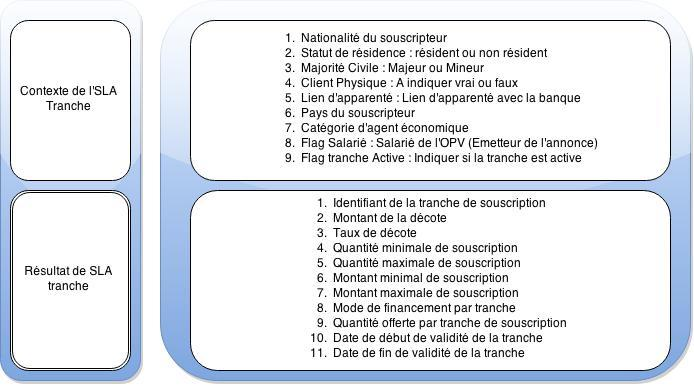 Contexte de l'SLA
Tranche
1. Nationalité du souscripteur
2. Statut de résidence : résident ou non résident
3. Majorité Civile : Majeur ou Mineur
4. Client Physique : A indiquer vrai ou faux
5. Lien d'apparenté : Lien d'apparenté avec la banque
6. Pays du souscripteur
7. Catégorie d'agent économique
8. Flag Salarié : Salarié de l'OPV (Emetteur de l'annonce)
9. Flag tranche Active : Indiquer si la tranche est active
Résultat de SLA
tranche
1. Identifiant de la tranche de souscription
2. Montant de la décote
3. Taux de décote
4. Quantité minimale de souscription
5. Quantité maximale de souscription
6. Montant minimal de souscription
7. Montant maximale de souscription
8. Mode de financement par tranche
9. Quantité offerte par tranche de souscription
10. Date de début de validité de la tranche
11. Date de fin de validité de la tranche